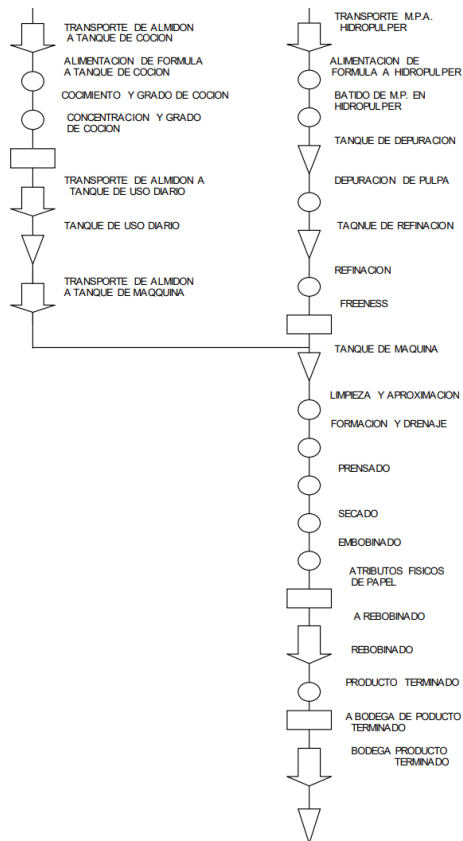 TRANSPORTE DE ALMIDON
A TANQUE DE COCION
ALIMENTACION DE FORMULA
A TANQUE DE COCION
COCIMIENTO Y GRADO DE COCION
CONCENTRACION Y GRADO
DE COCION
TRANSPORTE DE ALMIDON A
TANQUE DE USO DIARIO
TANQUE DE USO DIARIO
TRANSPORTE DE ALMIDON
A TANQUE DE MAQQUINA
TRANSPORTE M.P.A.
HIDROPULPER
ALIMENTACION DE
FORMULA A HIDROPULPER
BATIDO DE M.P. EN
HIDROPULPER
TANQUE DE DEPURACION
DEPURACION DE PULPA
TAQNUE DE REFINACION
REFINACION
FREENESS
TANQUE DE MAQUINA
LIMPIEZA Y APROXIMACION
FORMACION Y DRENAJE
PRENSADO
SECADO
EMBOBINADO
ATRIBUTOS FISICOS
DE PAPEL
A REBOBINADO
REBOBINADO
PRODUCTO TERMINADO
A BODEGA DE PODUCTO
TERMINADO
BODEGA PRODUCTO
TERMINADO